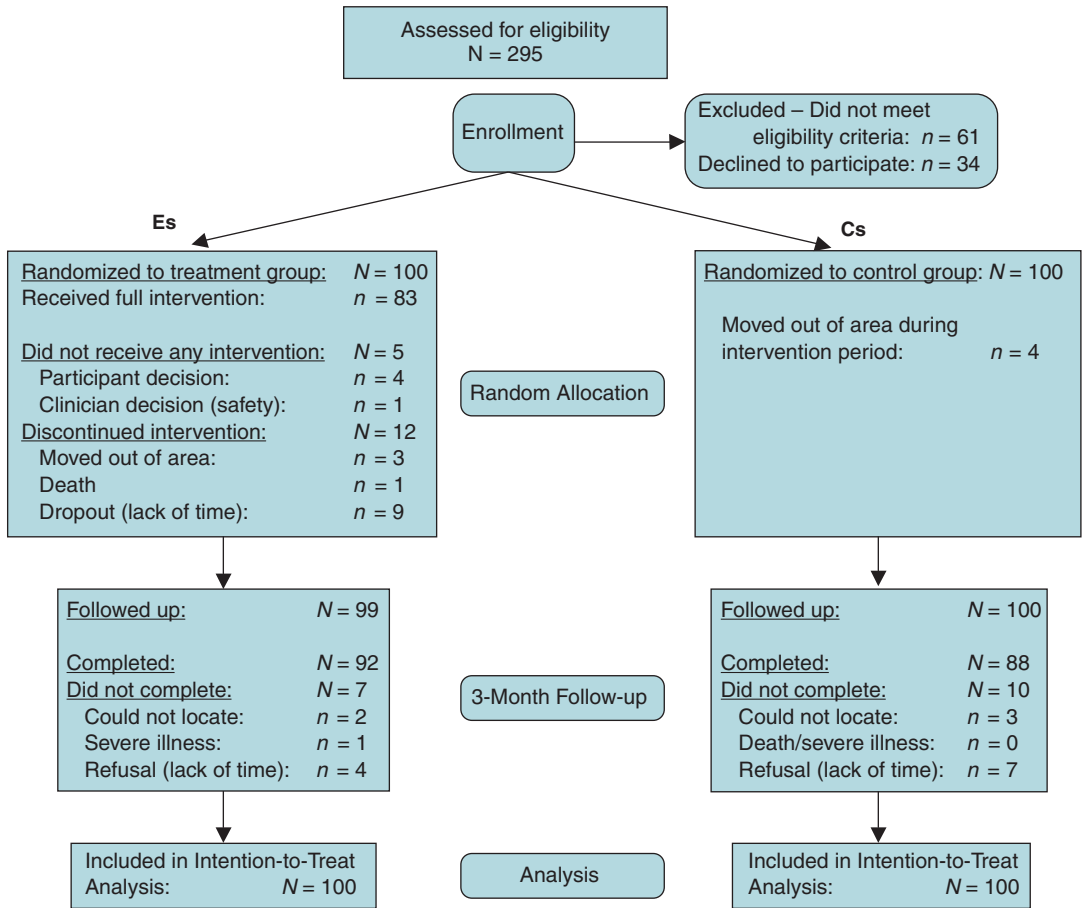 Assessed for eligibility
N = 295
Enrollment
Excluded – Did not meet
eligibility criteria: n = 61
Declined to participate: n = 34
Es
Cs
Randomized to treatment group: N = 100
Received full intervention: n = 83
Did not receive any intervention: N = 5
Participant decision: n = 4
Clinician decision (safety): n = 1
Discontinued intervention: N = 12
Moved out of area: n = 3
Death n = 1
Dropout (lack of time): n = 9
Random Allocation
Randomized to control group: N = 100
Moved out of area during
intervention period: n = 4
Followed up: N = 99
Completed: N = 92
Did not complete: N = 7
Could not locate: n = 2
Severe illness: n = 1
Refusal (lack of time): n = 4
3-Month Follow-up
Followed up: N = 100
Completed: N = 88
Did not complete: N = 10
Could not locate: n = 3
Death/severe illness: n = 0
Refusal (lack of time): n = 7
Included in Intention-to-Treat
Analysis: N = 100
Analysis
Included in Intention-to-Treat
Analysis: N = 100